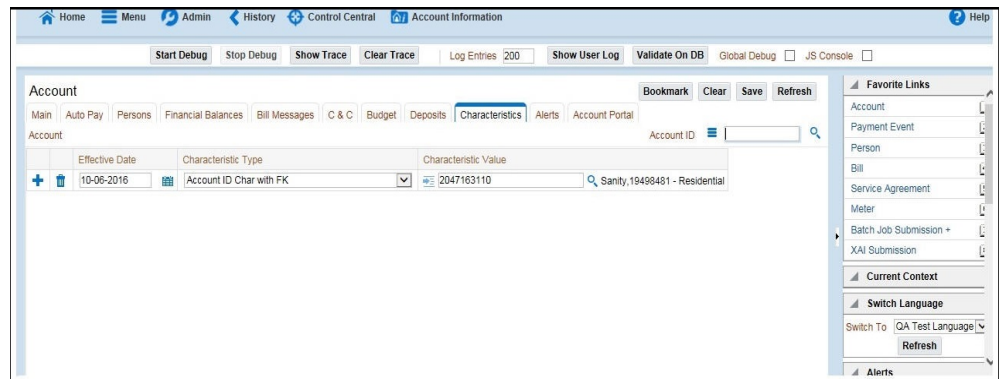 Home Menu Admin History Control Central Account Information Help
Start Debug Stop Debug Show Trace Clear Trace Log Entries 200 Show User Log Validate On DB Global Debug JS Console
Account Bookmark Clear Save Refresh
Main Auto Pay Persons Financial Balances Bill Messages C & C Budget Deposits Characteristics Alerts Account Portal
Account Account ID
Effective Date Characteristic Type Characteristic Value
10-06-2016 Account ID Char with FK 2047163110 Sanity,19498481 - Residential
Favorite Links
Account
Payment Event
Person
Bill
Service Agreement
Meter
Batch Job Submission +
XAI Submission
Current Context
Switch Language
Switch To QA Test Language
Refresh
Alerts